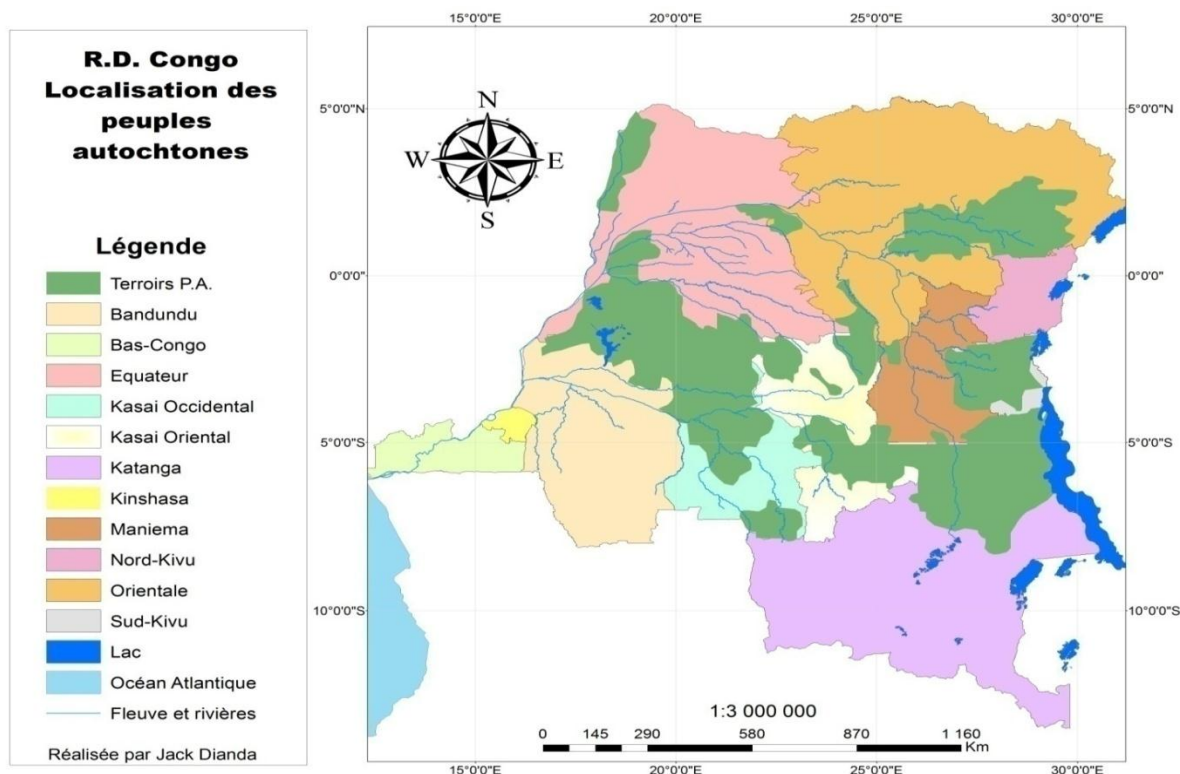 R.D. Congo
Localisation des
peuples
autochtones
Légende
Terroirs P.A.
Bandundu
Bas-Congo
Equateur
Kasai Occidental
Kasai Oriental
Katanga
Kinshasa
Maniema
Nord-Kivu
Orientale
Sud-Kivu
Lac
Océan Atlantique
Fleuve et rivières
Réalisée par Jack Dianda
15°0'0"E 20°0'0"E 25°0'0"E 30°0'0"E
N
W E
S
5°0'0"N 5°0'0"N
0°0'0" 0°0'0"
5°0'0"S 5°0'0"S
10°0'0"S 10°0'0"S
1:3 000 000
0 145 290 580 870 1 160
Km
15°0'0"E 20°0'0"E 25°0'0"E 30°0'0"E